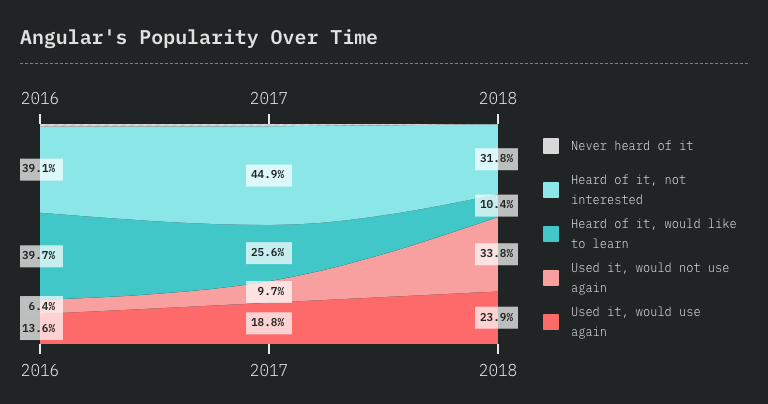 Angular's Popularity Over Time
2016 2017 2018
39.1% 44.9% 31.8%
39.7% 25.6% 10.4%
6.4% 9.7% 33.8%
13.6% 18.8% 23.9%
2016 2017 2018
Never heard of it
Heard of it, not
interested
Heard of it, would like
to learn
Used it, would not use
again
Used it, would use
again